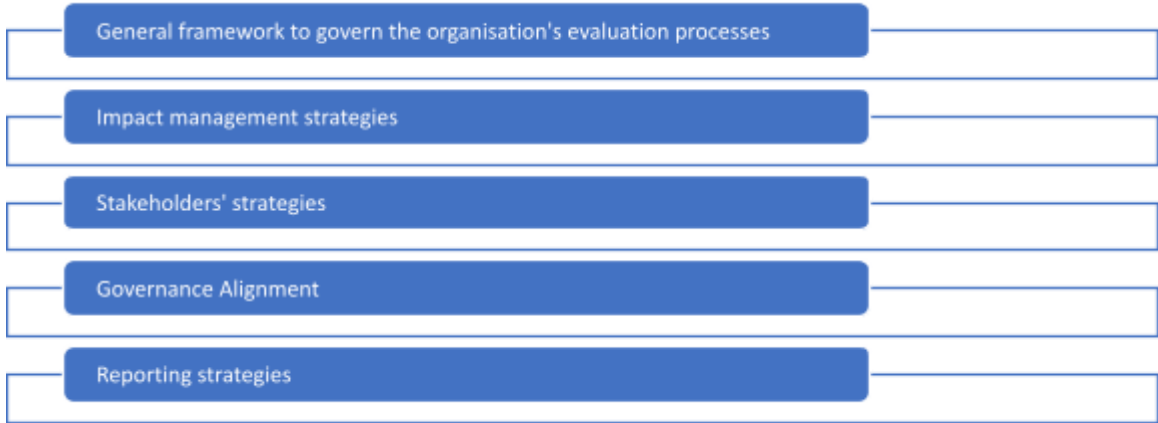 General framework to govern the organisation's evaluation processes
Impact management strategies
Stakeholders' strategies
Governance Alignment
Reporting strategies